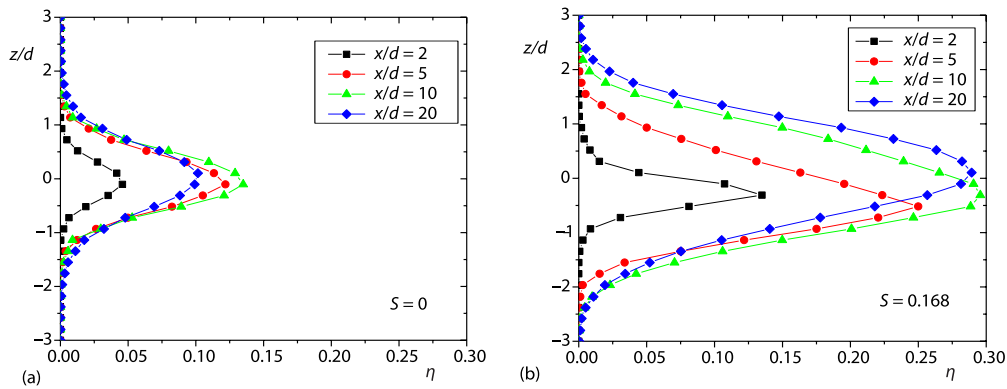 3
z/d
2
1
0
−1
−2
−3
x/d = 2
x/d = 5
x/d = 10
x/d = 20
S = 0
0.00 0.05 0.10 0.15 0.20 0.25 0.30
(a)
η
3
z/d
2
1
0
−1
−2
−3
x/d = 2
x/d = 5
x/d = 10
x/d = 20
S = 0.168
0.00 0.05 0.10 0.15 0.20 0.25 0.30
(b)
η